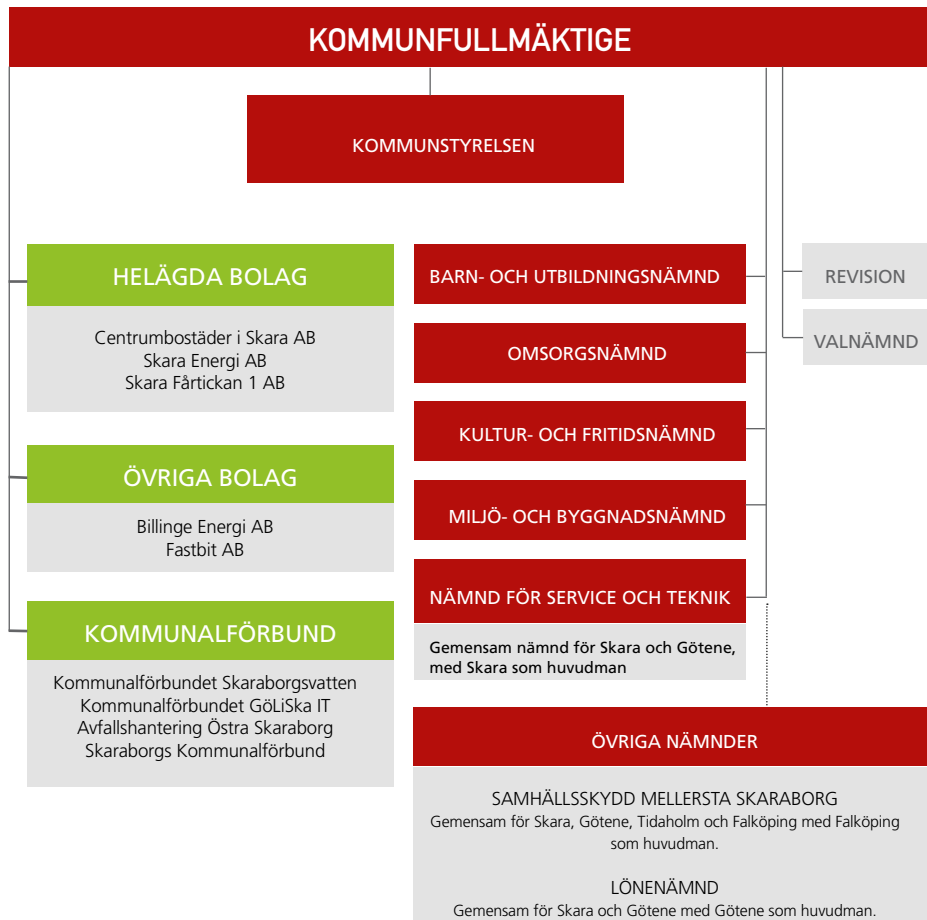 KOMMUNFULLMÄKTIGE
KOMMUNSTYRELSEN
HELÄGDA BOLAG
Centrumbostäder i Skara AB
Skara Energi AB
Skara Fårtickan 1 AB
ÖVRIGA BOLAG
Billinge Energi AB
Fastbit AB
KOMMUNALFÖRBUND
Kommunalförbundet Skaraborgsvatten
Kommunalförbundet GöLiSka IT
Avfallshantering Östra Skaraborg
Skaraborgs Kommunalförbund
BARN- OCH UTBILDNINGSNÄMND
OMSORGSNÄMND
KULTUR- OCH FRITIDSNÄMND
MILJÖ- OCH BYGGNADSNÄMND
NÄMND FÖR SERVICE OCH TEKNIK
Gemensam nämnd för Skara och Götene,
med Skara som huvudman
ÖVRIGA NÄMNDER
SAMHÄLLSSKYDD MELLERSTA SKARABORG
Gemensam för Skara, Götene, Tidaholm och Falköping med Falköping
som huvudman.
LÖNENÄMND
Gemensam för Skara och Götene med Götene som huvudman.
REVISION
VALNÄMND